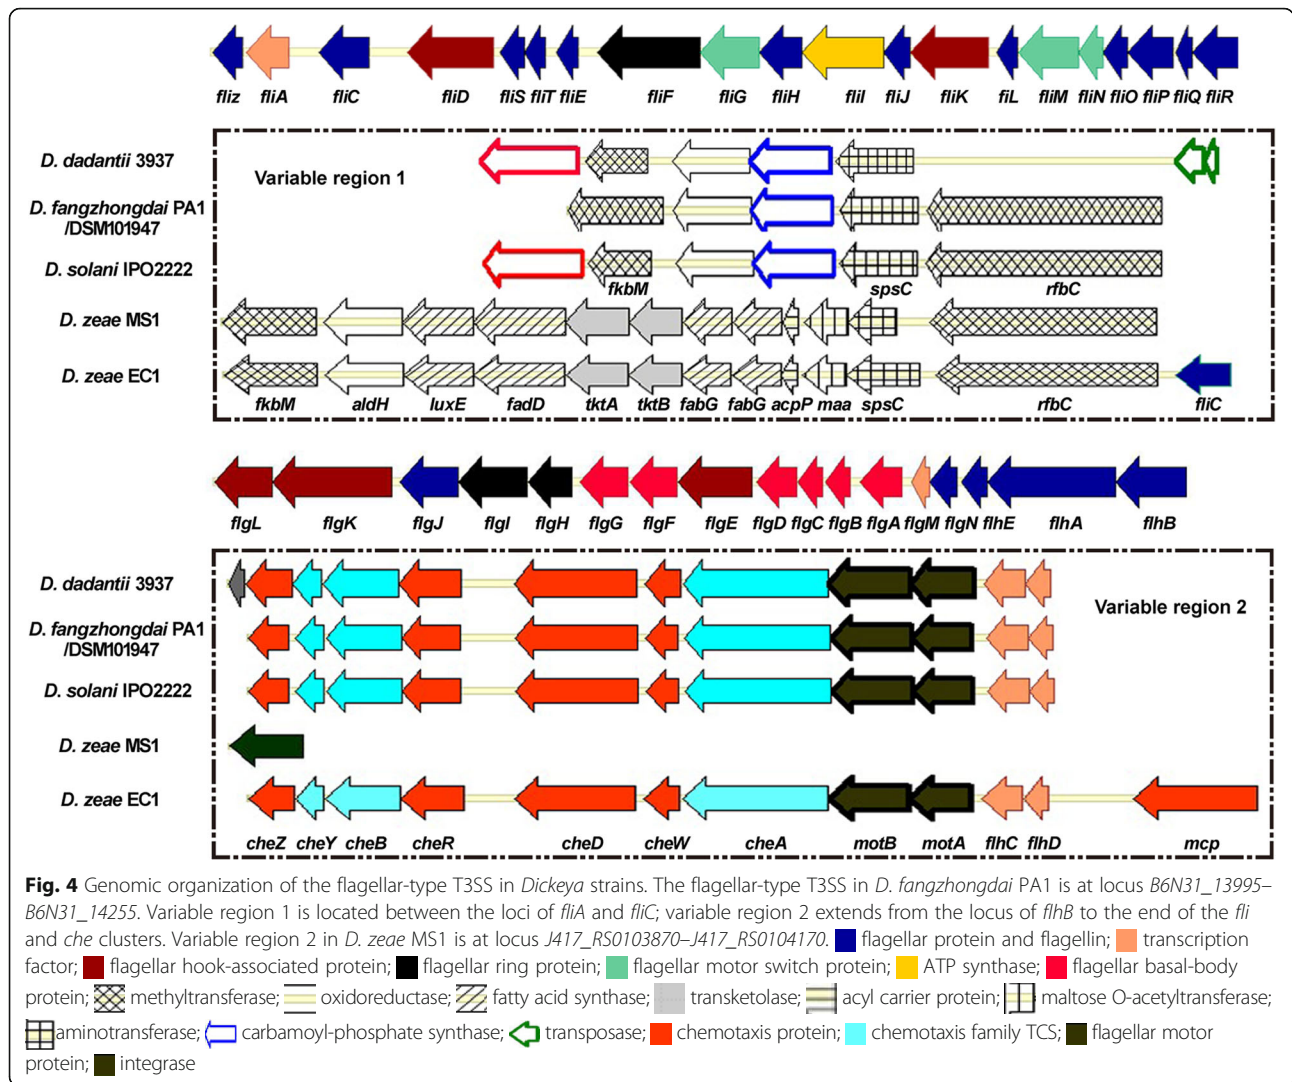 fliz fliA fliC fliD fliS fliT fliE fliF fliG fliH fliI fliJ fliK fiL fliM fliN fliO fliP fliQ fliR
Variable region 1
D. dadantii 3937
D. fangzhongdai PA1
/DSM101947
D. solani IPO2222
fkbM spsC rfbC
D. zeae MS1
D. zeae EC1
fkbM aldH luxE fadD tktA tktB fabG fabG acpP maa spsC rfbC fliC
flgL flgK flgJ flgI flgH flgG flgF flgE flgD flgC flgB flgA flgM flgN flhE flhA flhB
D. dadantii 3937
Variable region 2
D. fangzhongdai PA1
/DSM101947
D. solani IPO2222
D. zeae MS1
D. zeae EC1
cheZ cheY cheB cheR cheD cheW cheA motB motA flhC flhD mcp
Fig. 4 Genomic organization of the flagellar-type T3SS in Dickeya strains. The flagellar-type T3SS in D. fangzhongdai PA1 is at locus B6N31_13995–
B6N31_14255. Variable region 1 is located between the loci of fliA and fliC; variable region 2 extends from the locus of flhB to the end of the fli
and che clusters. Variable region 2 in D. zeae MS1 is at locus J417_RS0103870–J417_RS0104170. flagellar protein and flagellin; transcription
factor; flagellar hook-associated protein; flagellar ring protein; flagellar motor switch protein; ATP synthase; flagellar basal-body
protein; methyltransferase; oxidoreductase; fatty acid synthase; transketolase; acyl carrier protein; maltose O-acetyltransferase;
aminotransferase; carbamoyl-phosphate synthase; transposase; chemotaxis protein; chemotaxis family TCS; flagellar motor
protein; integrase